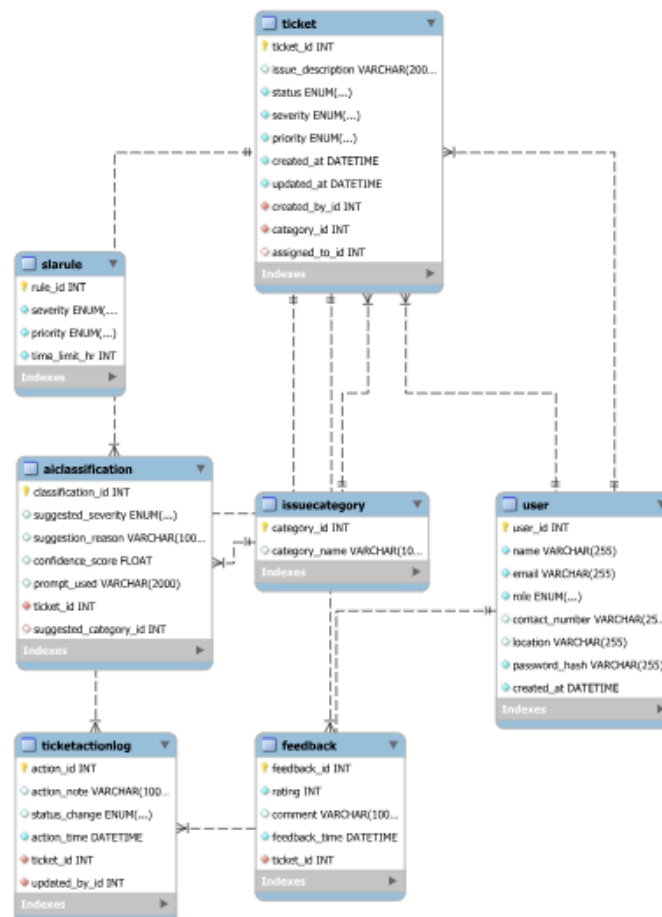 ticket
ticket_id INT
issue_description VARCHAR(200...
status ENUM(...)
severity ENUM(...)
priority ENUM(...)
created_at DATETIME
updated_at DATETIME
created_by_id INT
category_id INT
assigned_to_id INT
Indexes
slarule
rule_id INT
severity ENUM(....
priority ENUM(...)
time_limit_hr INT
Indexes
aiclassification
classification_id INT
suggested_severity ENUM(...)
suggestion_reason VARCHAR(100...
confidence_score FLOAT
prompt_used VARCHAR(2000)
ticket_id INT
suggested_category_id INT
Indexes
issuecategory
category_id INT
category_name VARCHAR(10...
Indexes
user
user_id INT
name VARCHAR(255)
email VARCHAR(255)
role ENUM(...)
contact_number VARCHAR(25...
location VARCHAR(255)
password_hash VARCHAR(255)
created_at DATETIME
Indexes
ticketactionlog
action_id INT
action_note VARCHAR(100...
status_change ENUM(...)
action_time DATETIME
ticket_id INT
updated_by_id INT
Indexes
feedback
feedback_id INT
rating INT
comment VARCHAR(100...
feedback_time DATETIME
ticket_id INT
Indexes